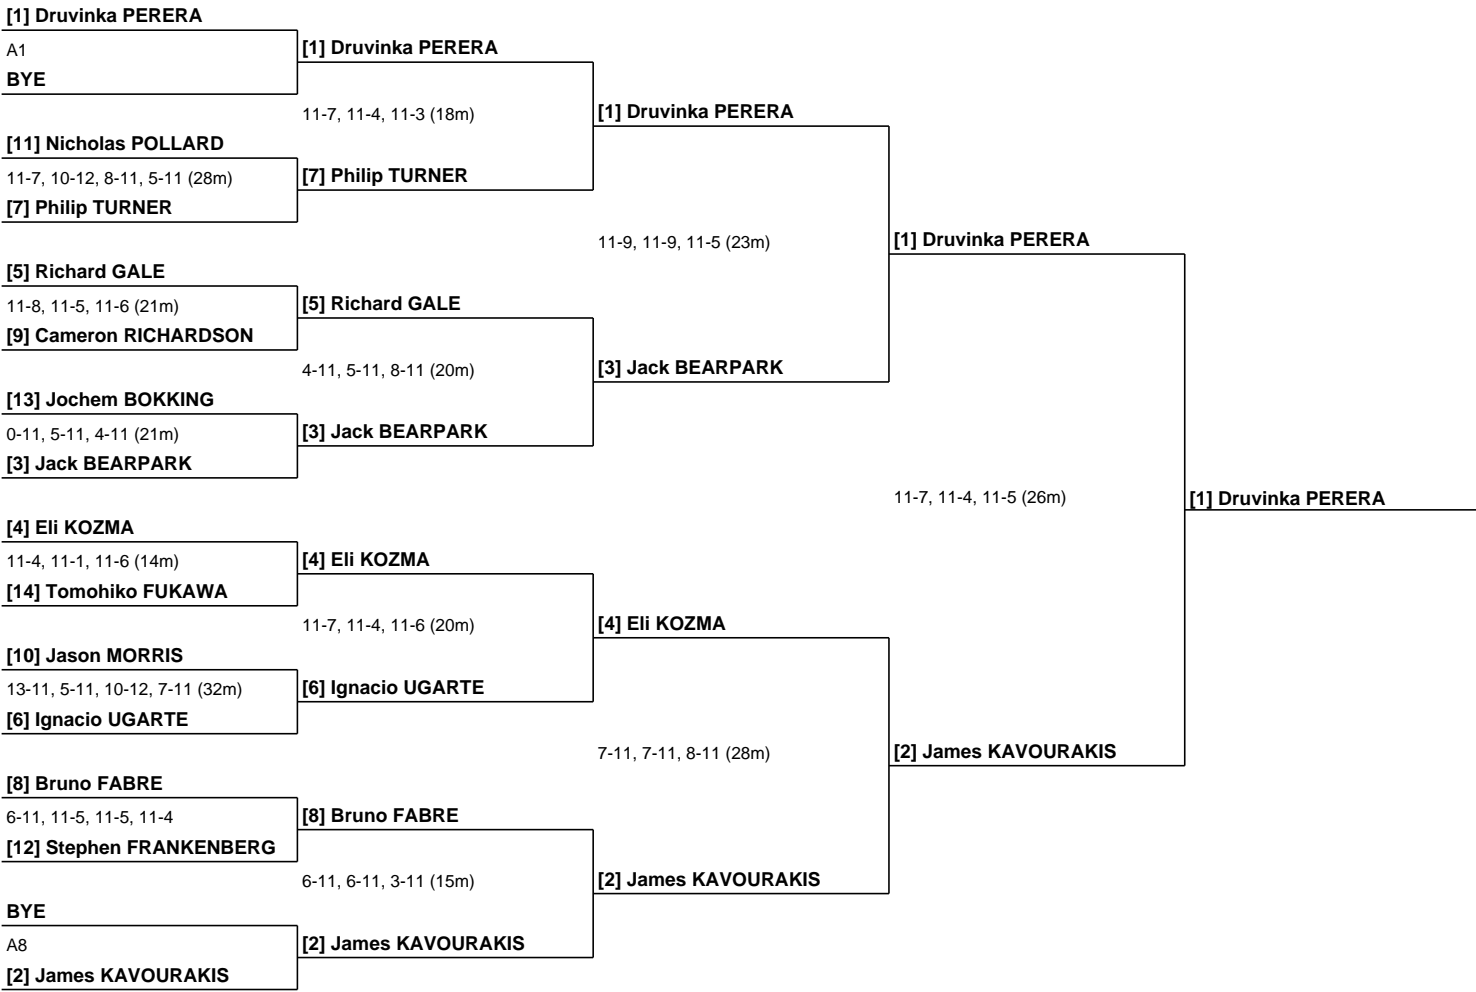 [1] Druvinka PERERA
A1
BYE
[1] Druvinka PERERA
11-7, 11-4, 11-3 (18m)
[11] Nicholas POLLARD
11-7, 10-12, 8-11, 5-11 (28m)
[7] Philip TURNER
[7] Philip TURNER
[1] Druvinka PERERA
11-9, 11-9, 11-5 (23m)
[5] Richard GALE
11-8, 11-5, 11-6 (21m)
[9] Cameron RICHARDSON
[5] Richard GALE
4-11, 5-11, 8-11 (20m)
[13] Jochem BOKKING
0-11, 5-11, 4-11 (21m)
[3] Jack BEARPARK
[3] Jack BEARPARK
[3] Jack BEARPARK
[1] Druvinka PERERA
11-7, 11-4, 11-5 (26m)
[1] Druvinka PERERA
[4] Eli KOZMA
11-4, 11-1, 11-6 (14m)
[14] Tomohiko FUKAWA
[4] Eli KOZMA
11-7, 11-4, 11-6 (20m)
[10] Jason MORRIS
13-11, 5-11, 10-12, 7-11 (32m)
[6] Ignacio UGARTE
[6] Ignacio UGARTE
[4] Eli KOZMA
7-11, 7-11, 8-11 (28m)
[8] Bruno FABRE
6-11, 11-5, 11-5, 11-4
[12] Stephen FRANKENBERG
[8] Bruno FABRE
6-11, 6-11, 3-11 (15m)
BYE
A8
[2] James KAVOURAKIS
[2] James KAVOURAKIS
[2] James KAVOURAKIS
[2] James KAVOURAKIS